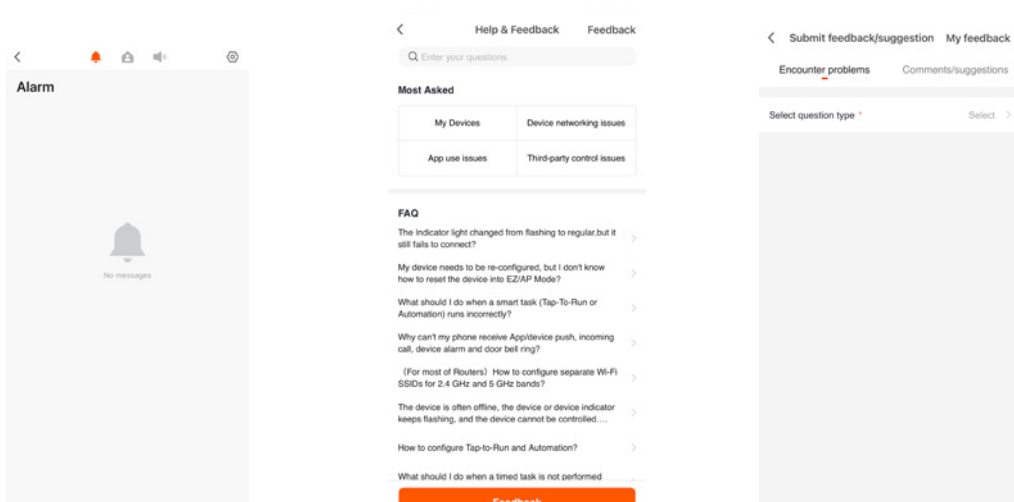 Alarm
No messages
Help & Feedback
Feedback
Enter your questions
Most Asked
My Devices
Device networking issues
App use issues
Third-party control issues
FAQ
The Indicator light changed from flashing to regular,but it
still fails to connect?
My device needs to be re-configured, but I don't know
how to reset the device into EZ/AP Mode?
What should I do when a smart task (Tap-To-Run or
Automation) runs incorrectly?
Why can't my phone receive App/device push, incoming
call, device alarm and door bell ring?
（For most of Routers）How to configure separate Wi-Fi
SSIDs for 2.4 GHz and 5 GHz bands?
The device is often offline, the device or device indicator
keeps flashing, and the device cannot be controlled....
How to configure Tap-to-Run and Automation?
What should I do when a timed task is not performed
Feedback
Submit feedback/suggestion
My feedback
Encounter problems
Comments/suggestions
Select question type *
Select